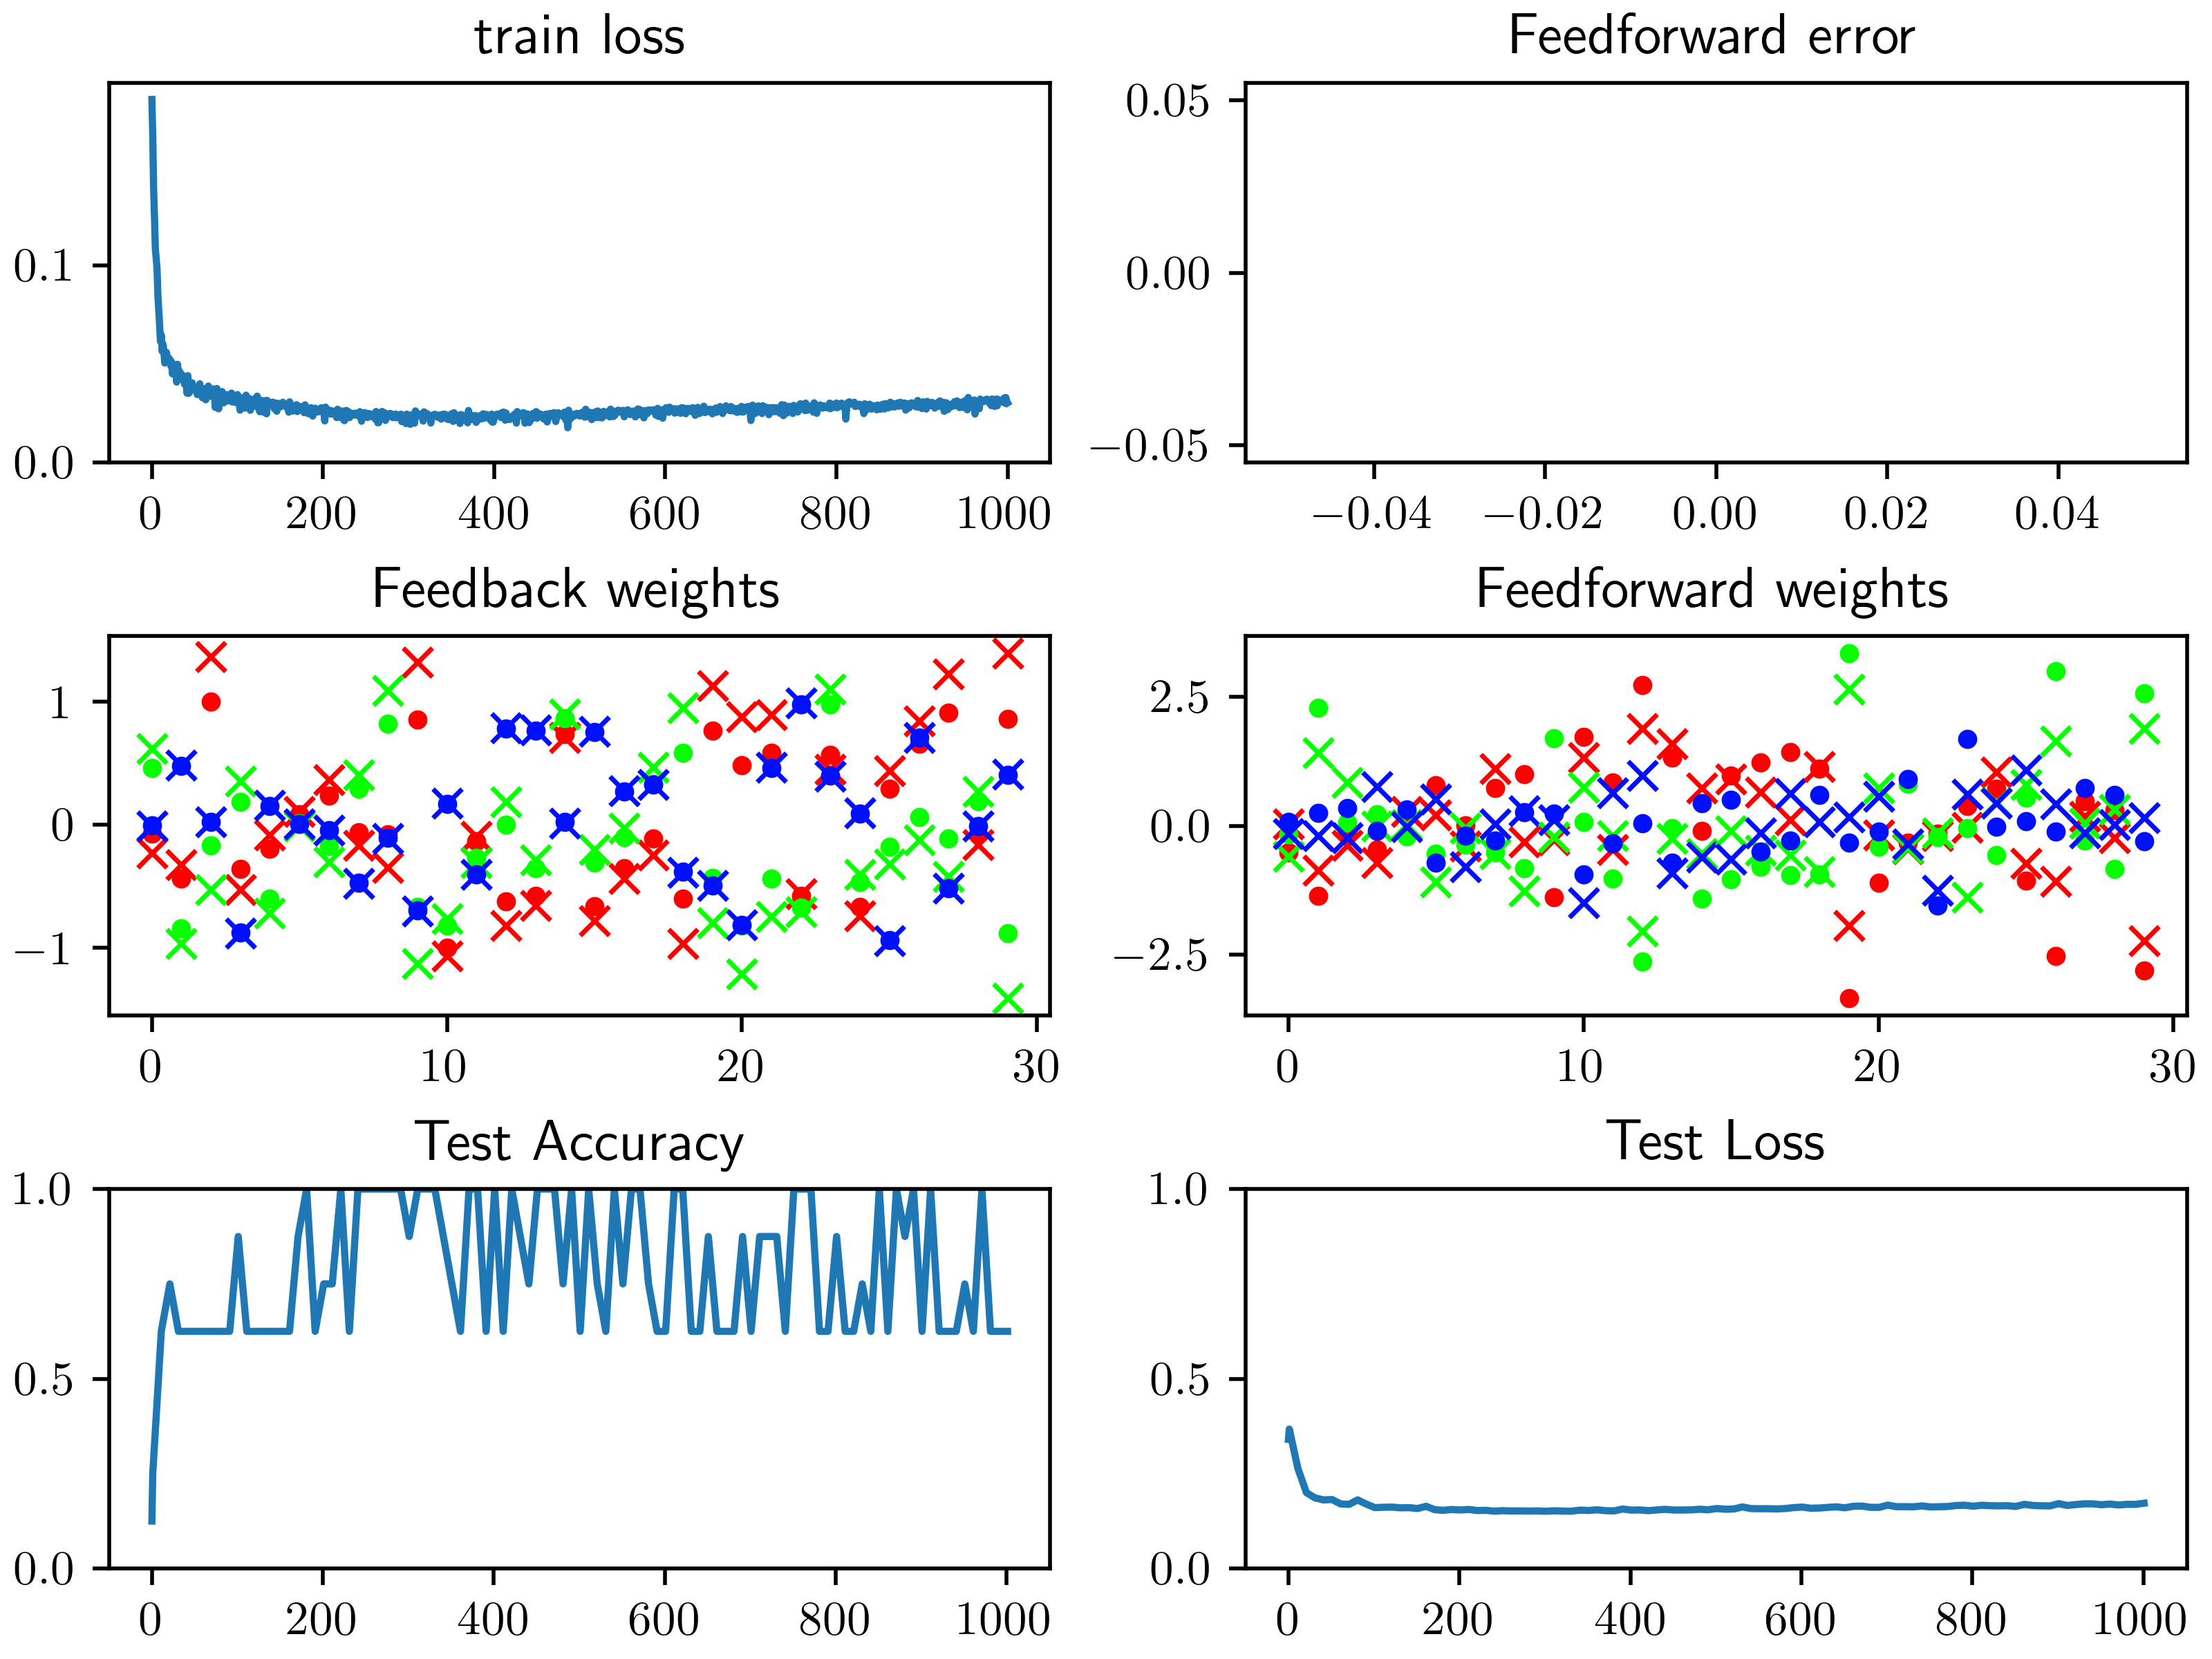 train loss
0.1
0.0
0 200 400 600 800 1000
Feedforward error
0.05
0.00
−0.05
−0.04 −0.02 0.00 0.02 0.04
Feedback weights
1
0
−1
0 10 20 30
Feedforward weights
2.5
0.0
−2.5
0 10 20 30
Test Accuracy
1.0
0.5
0.0
0 200 400 600 800 1000
Test Loss
1.0
0.5
0.0
0 200 400 600 800 1000